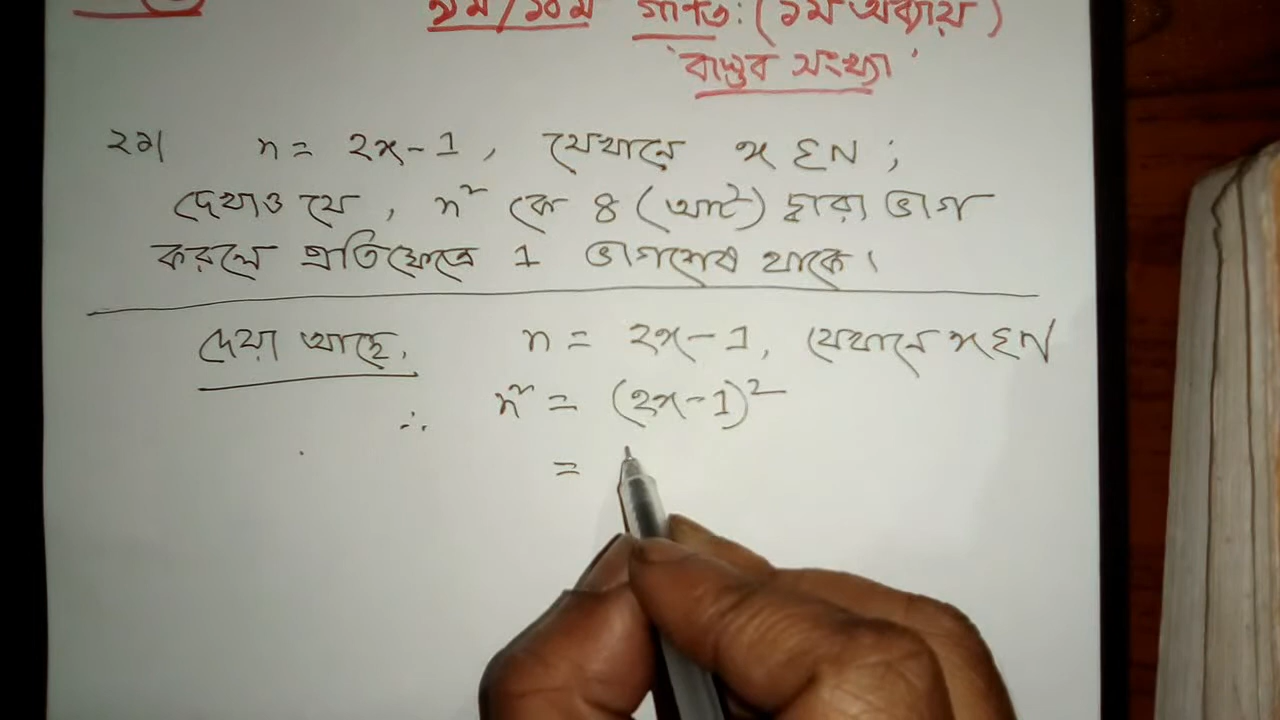 ৯ম/১০ম গণিত: (১ম অধ্যায়)
'বাস্তব সংখ্যা'
২১। n = 2x-1, যেখানে x ∈ N ;
দেখাও যে, n² কে 8 (আট) দ্বারা ভাগ
করলে প্রতিক্ষেত্রে 1 ভাগশেষ থাকে।
দেয়া আছে, n = 2x-1, যেখানে x ∈ N
∴ n² = (2x-1)²
=